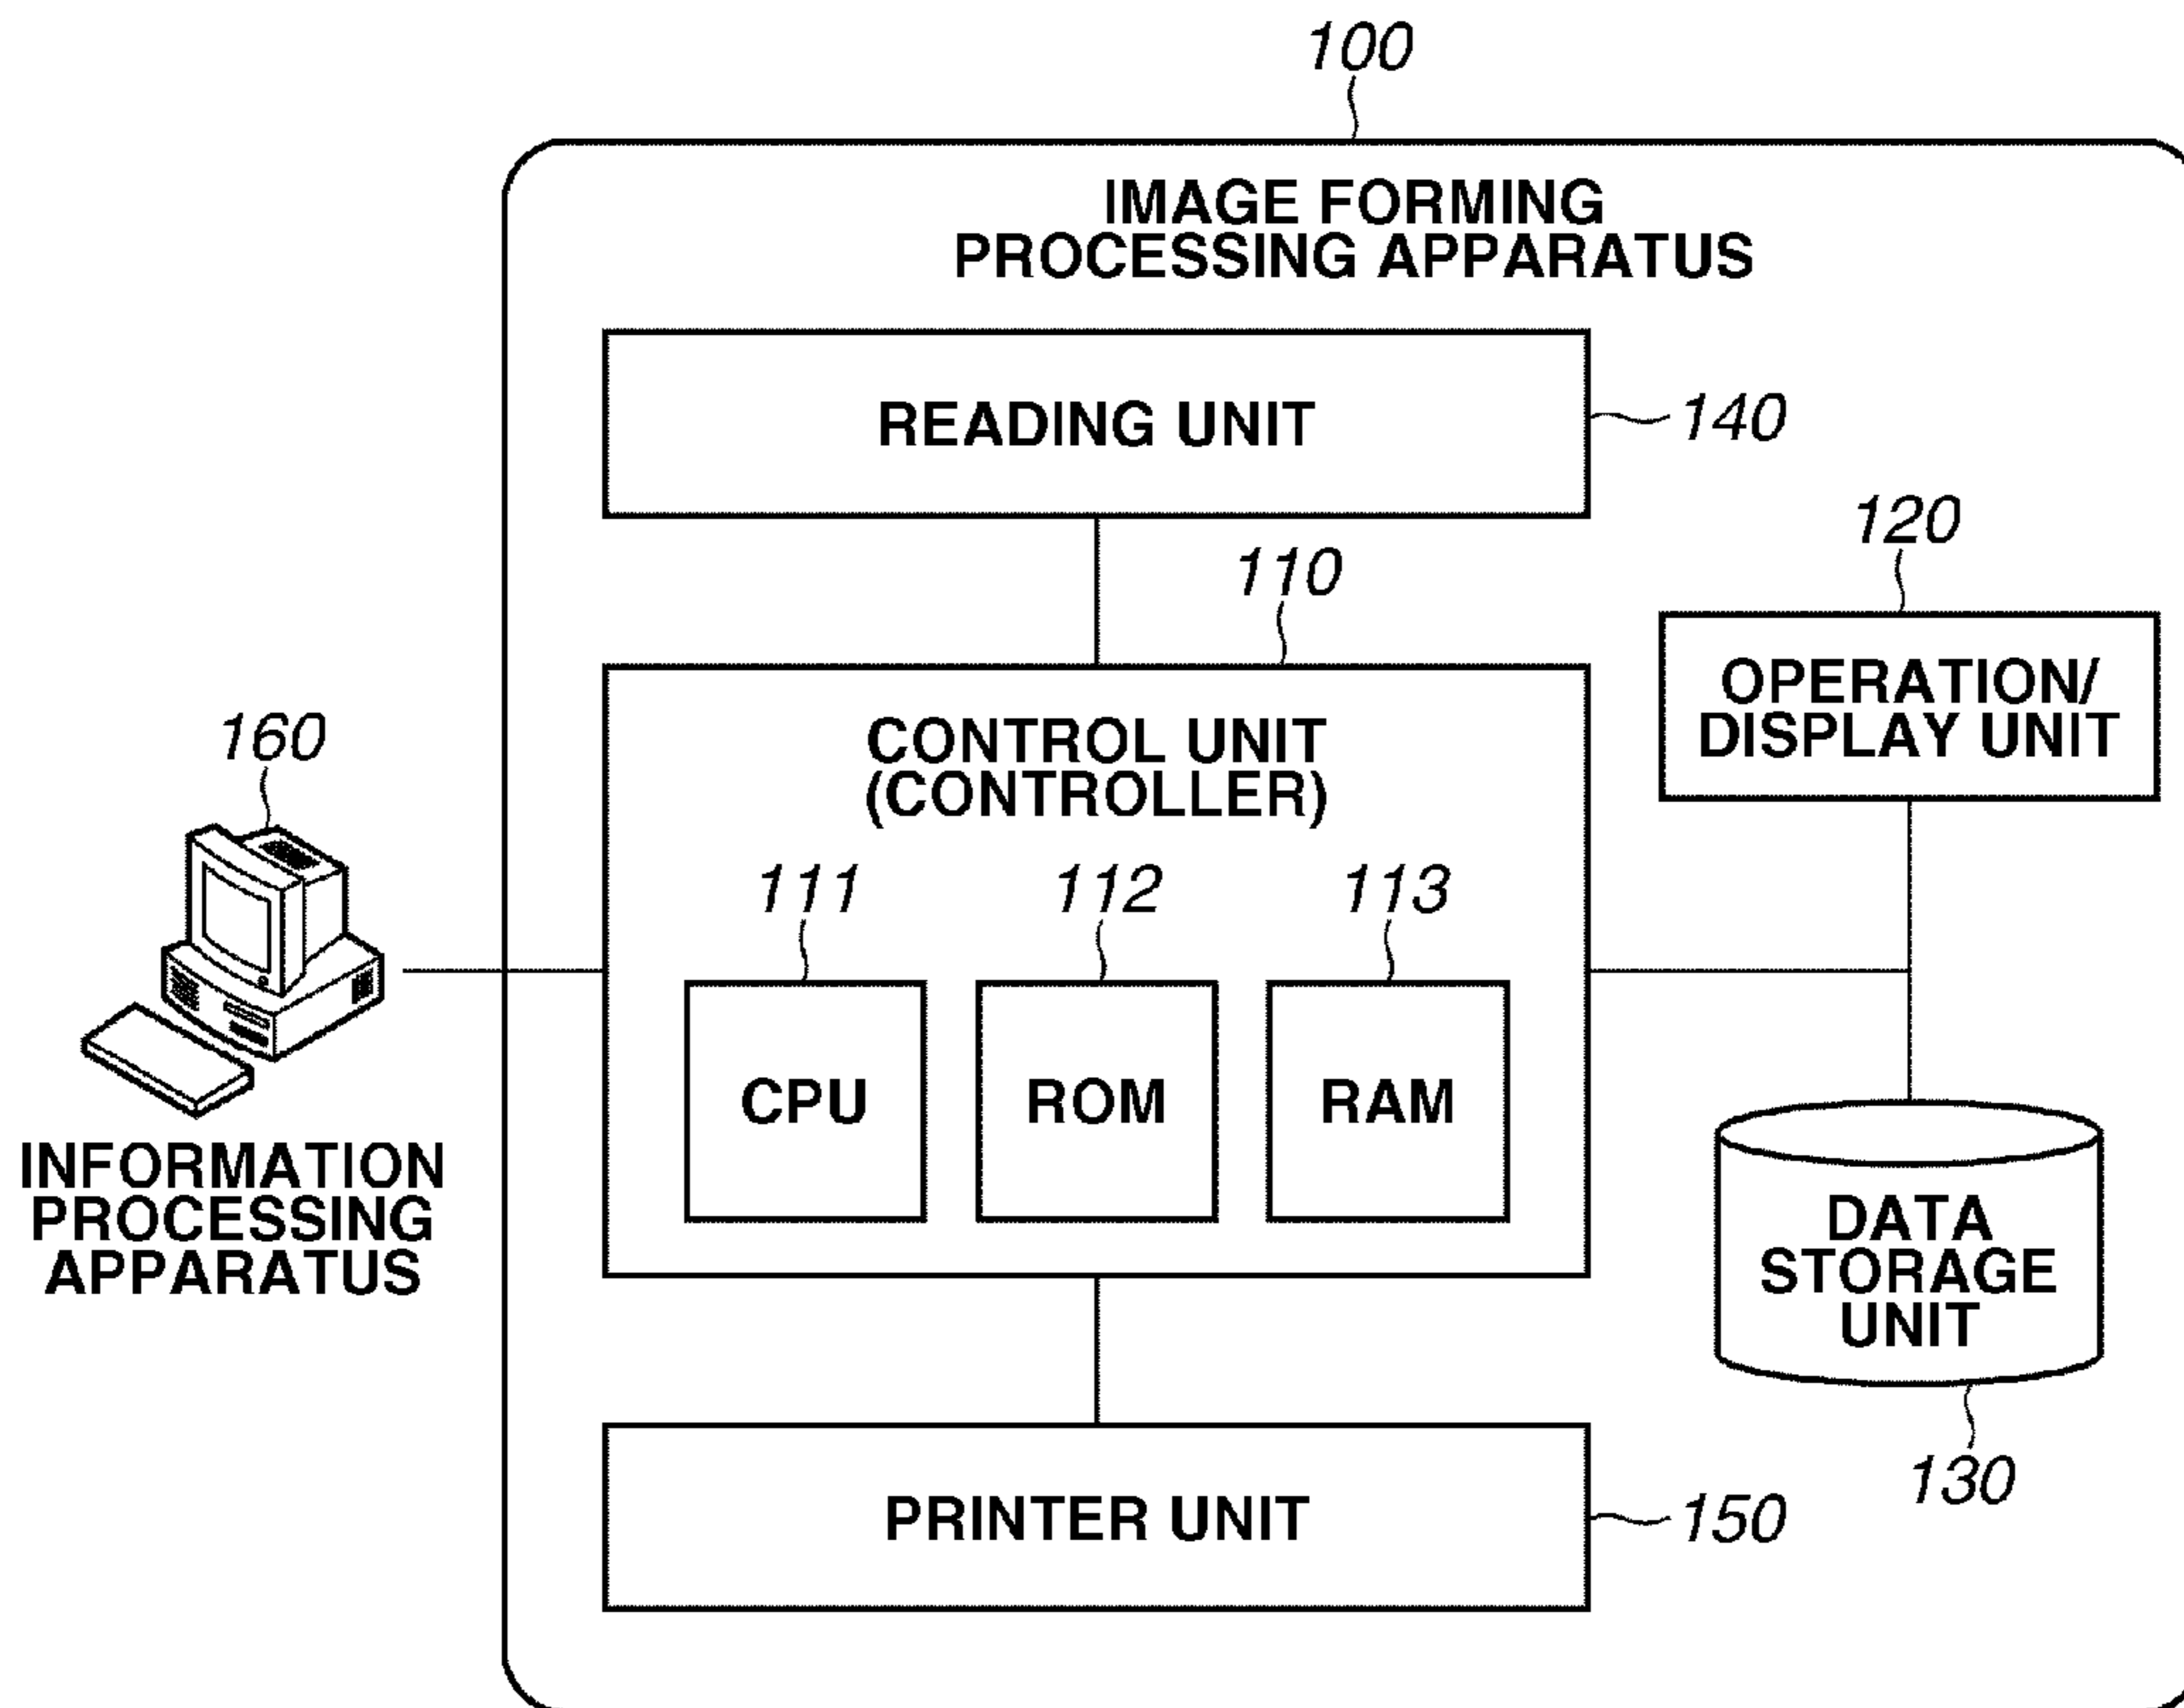 100
IMAGE FORMING
PROCESSING APPARATUS
READING UNIT
140
120
110
OPERATION/
DISPLAY UNIT
CONTROL UNIT
(CONTROLLER)
160
111
112
113
CPU
ROM
RAM
INFORMATION
PROCESSING
APPARATUS
DATA
STORAGE
UNIT
130
PRINTER UNIT
150